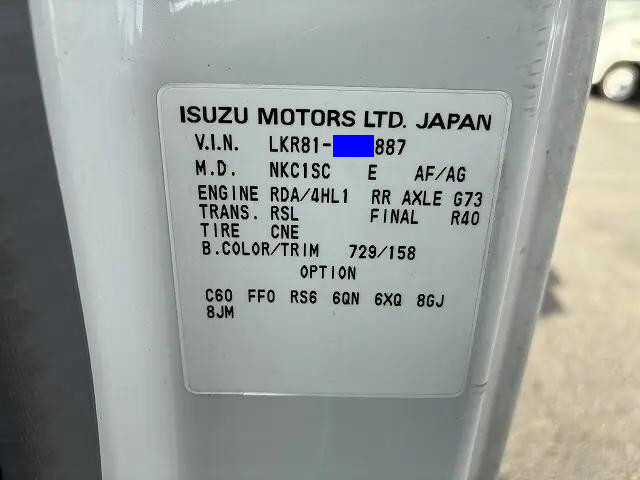 ISUZU MOTORS LTD. JAPAN
V.I.N. LKR81- 887
M.D. NKC1SC E AF/AG
ENGINE RDA/4HL1 RR AXLE G73
TRANS. RSL FINAL R40
TIRE CNE
B.COLOR/TRIM 729/158
OPTION
C60 FFO RS6 6QN 6XQ 8GJ
8JM